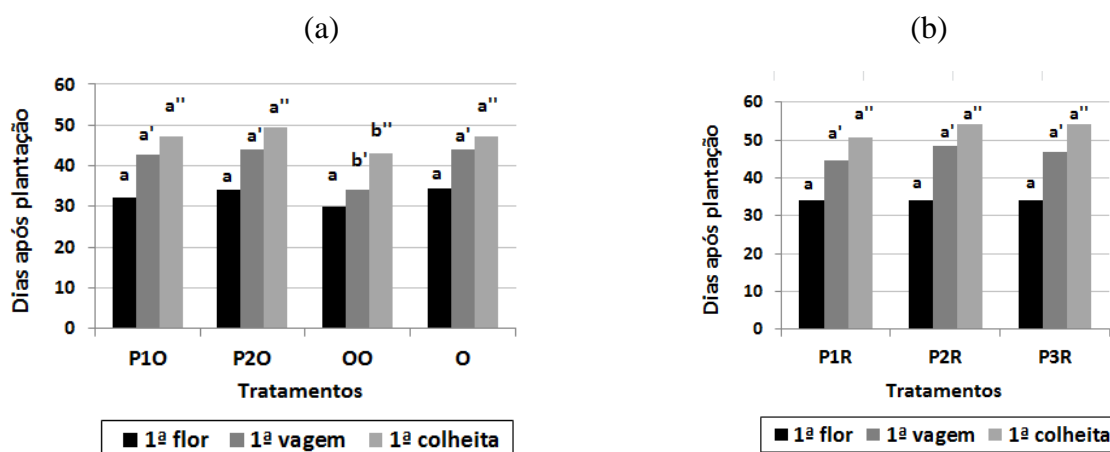 (a)
60
50
40
30
20
10
0
Dias após plantação
a a' a''
a a' a''
a b' b''
a a' a''
P1O P2O OO O
Tratamentos
1ª flor 1ª vagem 1ª colheita
(b)
60
50
40
30
20
10
0
Dias após plantação
a a' a''
a a' a''
a a' a''
P1R P2R P3R
Tratamentos
1ª flor 1ª vagem 1ª colheita